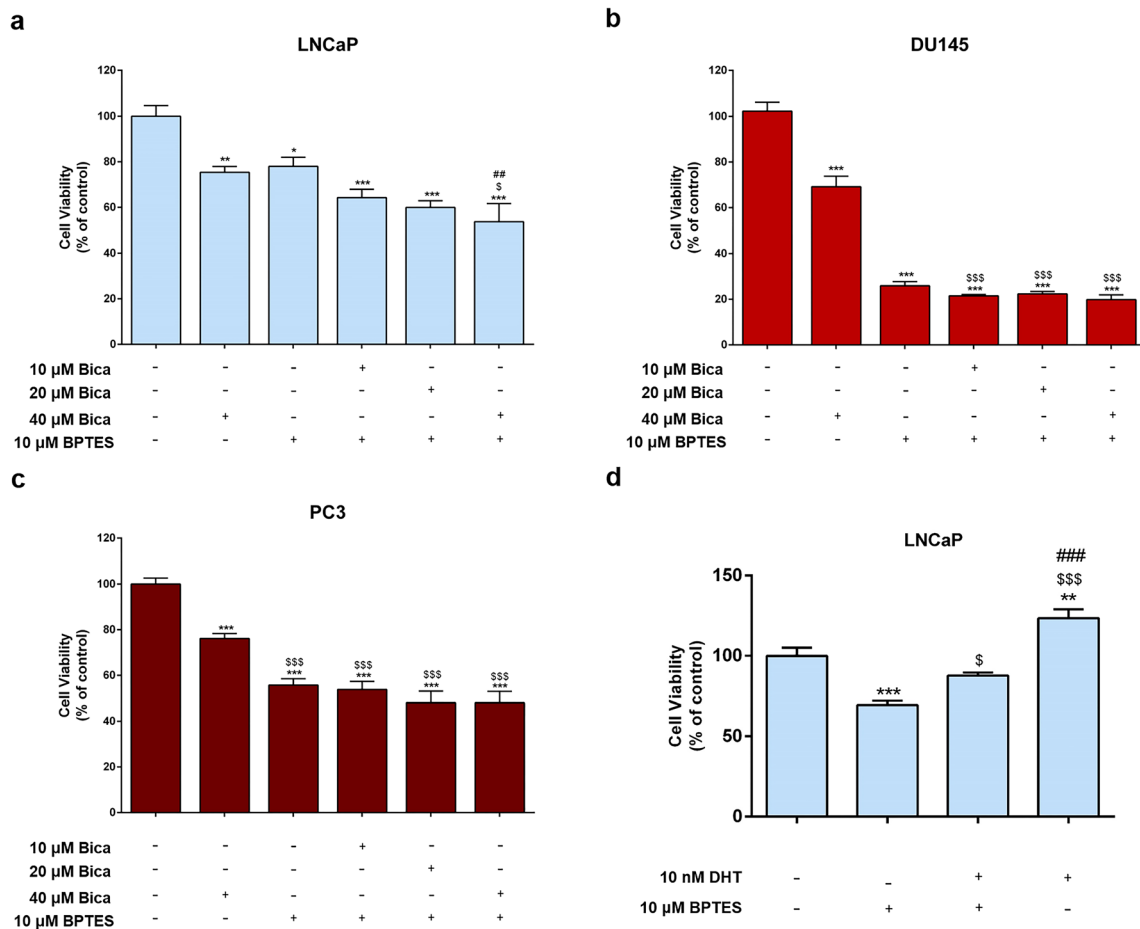 a
LNCaP
Cell Viability
(% of control)
120
100
80
60
40
20
0
** * *** *** ## $ ***
10 µM Bica - - - + - -
20 µM Bica - - - - + -
40 µM Bica - + - - - +
10 µM BPTES - - + + + +
b
DU145
Cell Viability
(% of control)
120
100
80
60
40
20
0
*** *** $$$ *** $$$ *** $$$ ***
10 µM Bica - - - + - -
20 µM Bica - - - - + -
40 µM Bica - + - - - +
10 µM BPTES - - + + + +
c
PC3
Cell Viability
(% of control)
120
100
80
60
40
20
0
*** $$$ *** $$$ *** $$$ *** $$$ ***
10 µM Bica - - - + - -
20 µM Bica - - - - + -
40 µM Bica - + - - - +
10 µM BPTES - - + + + +
d
LNCaP
Cell Viability
(% of control)
150
100
50
0
*** $ ### $$$ **
10 nM DHT - - + +
10 µM BPTES - + + -